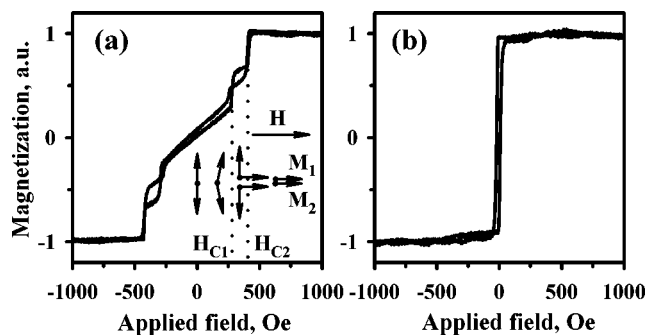 (a)
(b)
Magnetization, a.u.
1
0
-1
H
M1
M2
HC1
HC2
-1000 -500 0 500 1000
Applied field, Oe
1
0
-1
-1000 -500 0 500 1000
Applied field, Oe